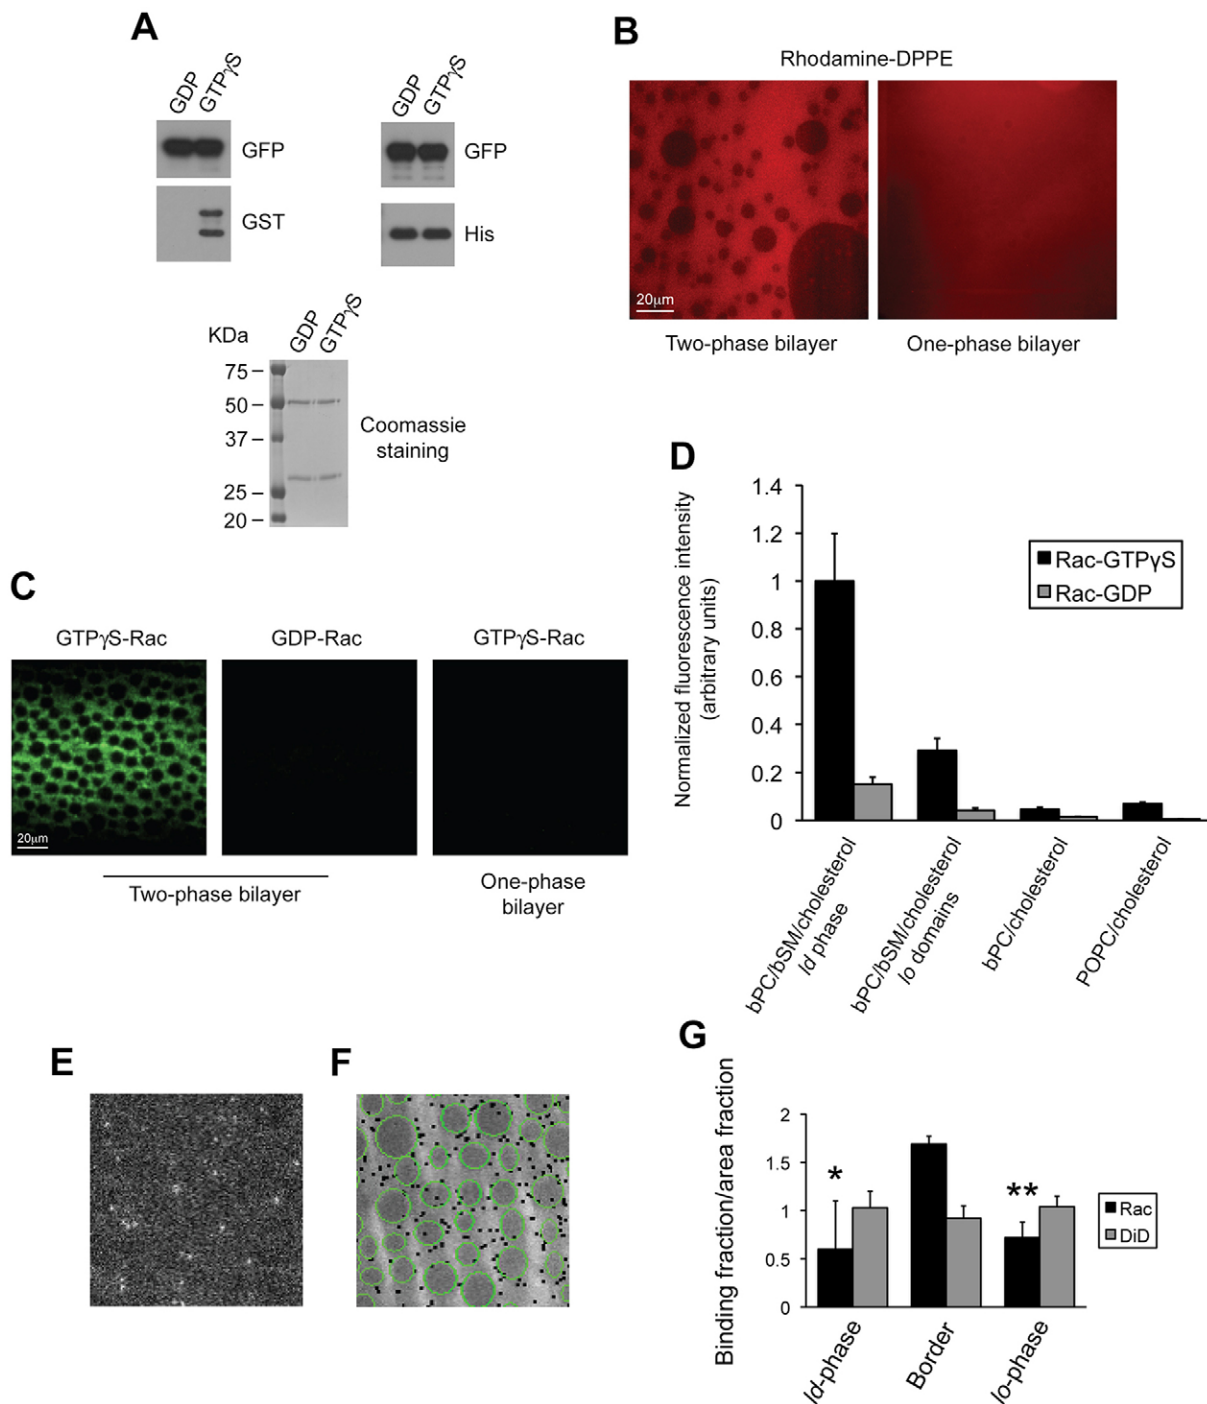 A
GDP
GTPγS
GFP
GST
GDP
GTPγS
GFP
His
KDa
GDP
GTPγS
75
50
37
25
20
Coomassie
staining
B
Rhodamine-DPPE
20μm
Two-phase bilayer
One-phase bilayer
C
GTPγS-Rac
GDP-Rac
GTPγS-Rac
20μm
Two-phase bilayer
One-phase
bilayer
D
Normalized fluorescence intensity
(arbitrary units)
1.4
1.2
1
0.8
0.6
0.4
0.2
0
Rac-GTPγS
Rac-GDP
bPC/bSM/cholesterol
ld phase
bPC/bSM/cholesterol
lo domains
bPC/cholesterol
POPC/cholesterol
E
F
G
Binding fraction/area fraction
2
1.5
1
0.5
0
*
**
Rac
DiD
ld-phase
Border
lo-phase